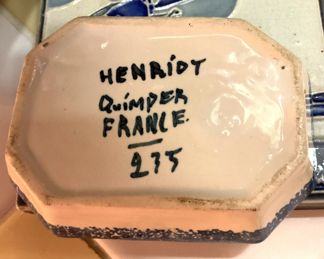 HENRIOT
Quimper
FRANCE.
275